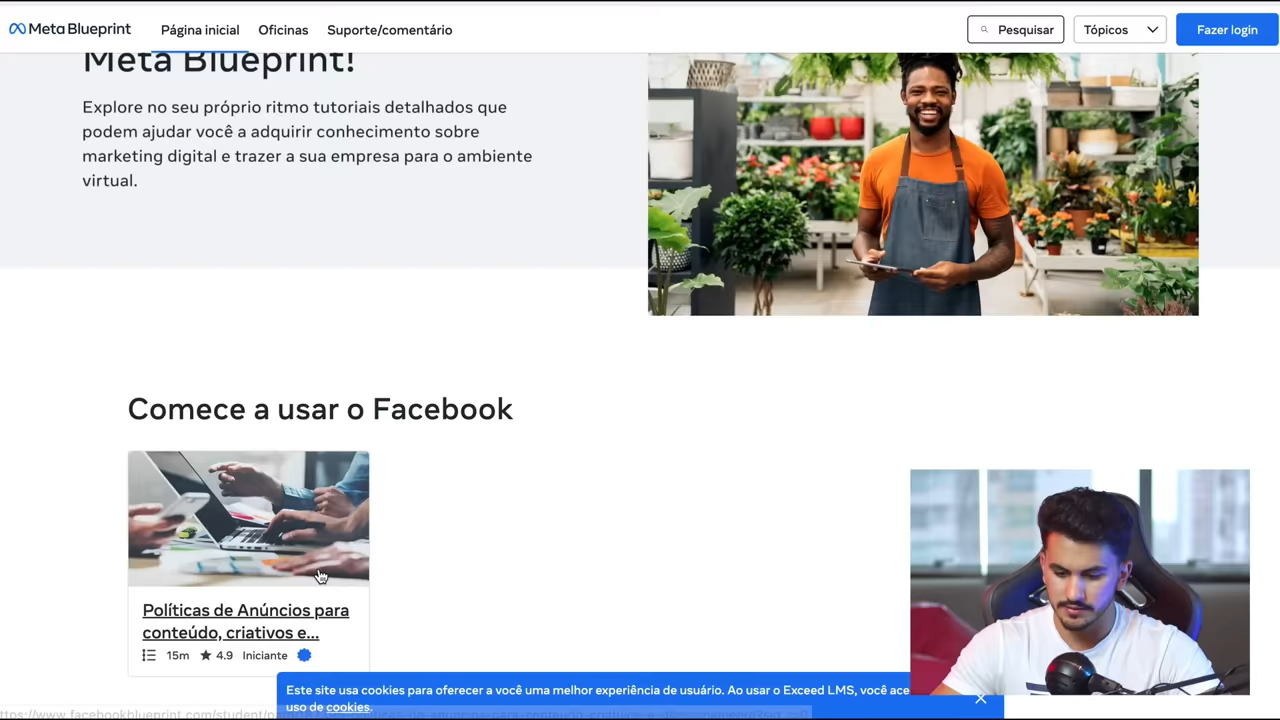 Meta Blueprint
Página inicial
Oficinas
Suporte/comentário
Pesquisar
Tópicos
Fazer login
Meta Blueprint!
Explore no seu próprio ritmo tutoriais detalhados que
podem ajudar você a adquirir conhecimento sobre
marketing digital e trazer a sua empresa para o ambiente
virtual.
Comece a usar o Facebook
Políticas de Anúncios para
conteúdo, criativos e...
15m
4.9
Iniciante
Este site usa cookies para oferecer a você uma melhor experiência de usuário. Ao usar o Exceed LMS, você ace
uso de cookies.